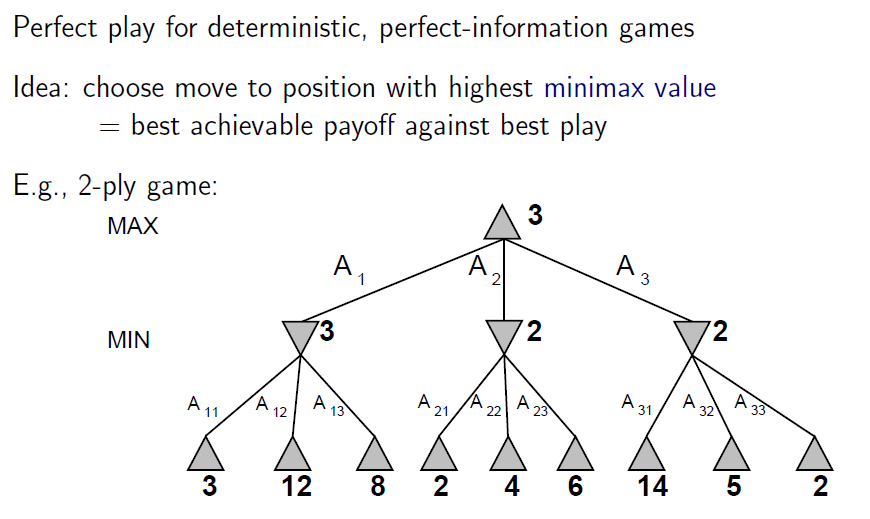 Perfect play for deterministic, perfect-information games
Idea: choose move to position with highest minimax value
= best achievable payoff against best play
E.g., 2-ply game:
MAX
3
A 1
A 2
A 3
MIN
3
2
2
A 11
A 12
A 13
A 21
A 22
A 23
A 31
A 32
A 33
3
12
8
2
4
6
14
5
2